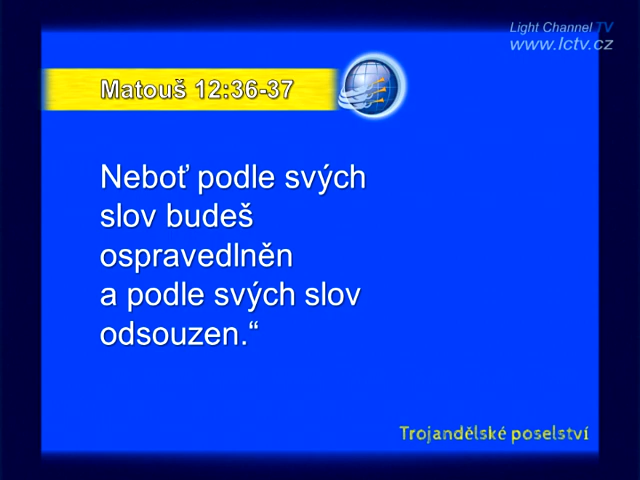 Light Channel TV
www.lctv.cz
Matouš 12:36-37
Neboť podle svých
slov budeš
ospravedlněn
a podle svých slov
odsouzen.“
Trojandělské poselství